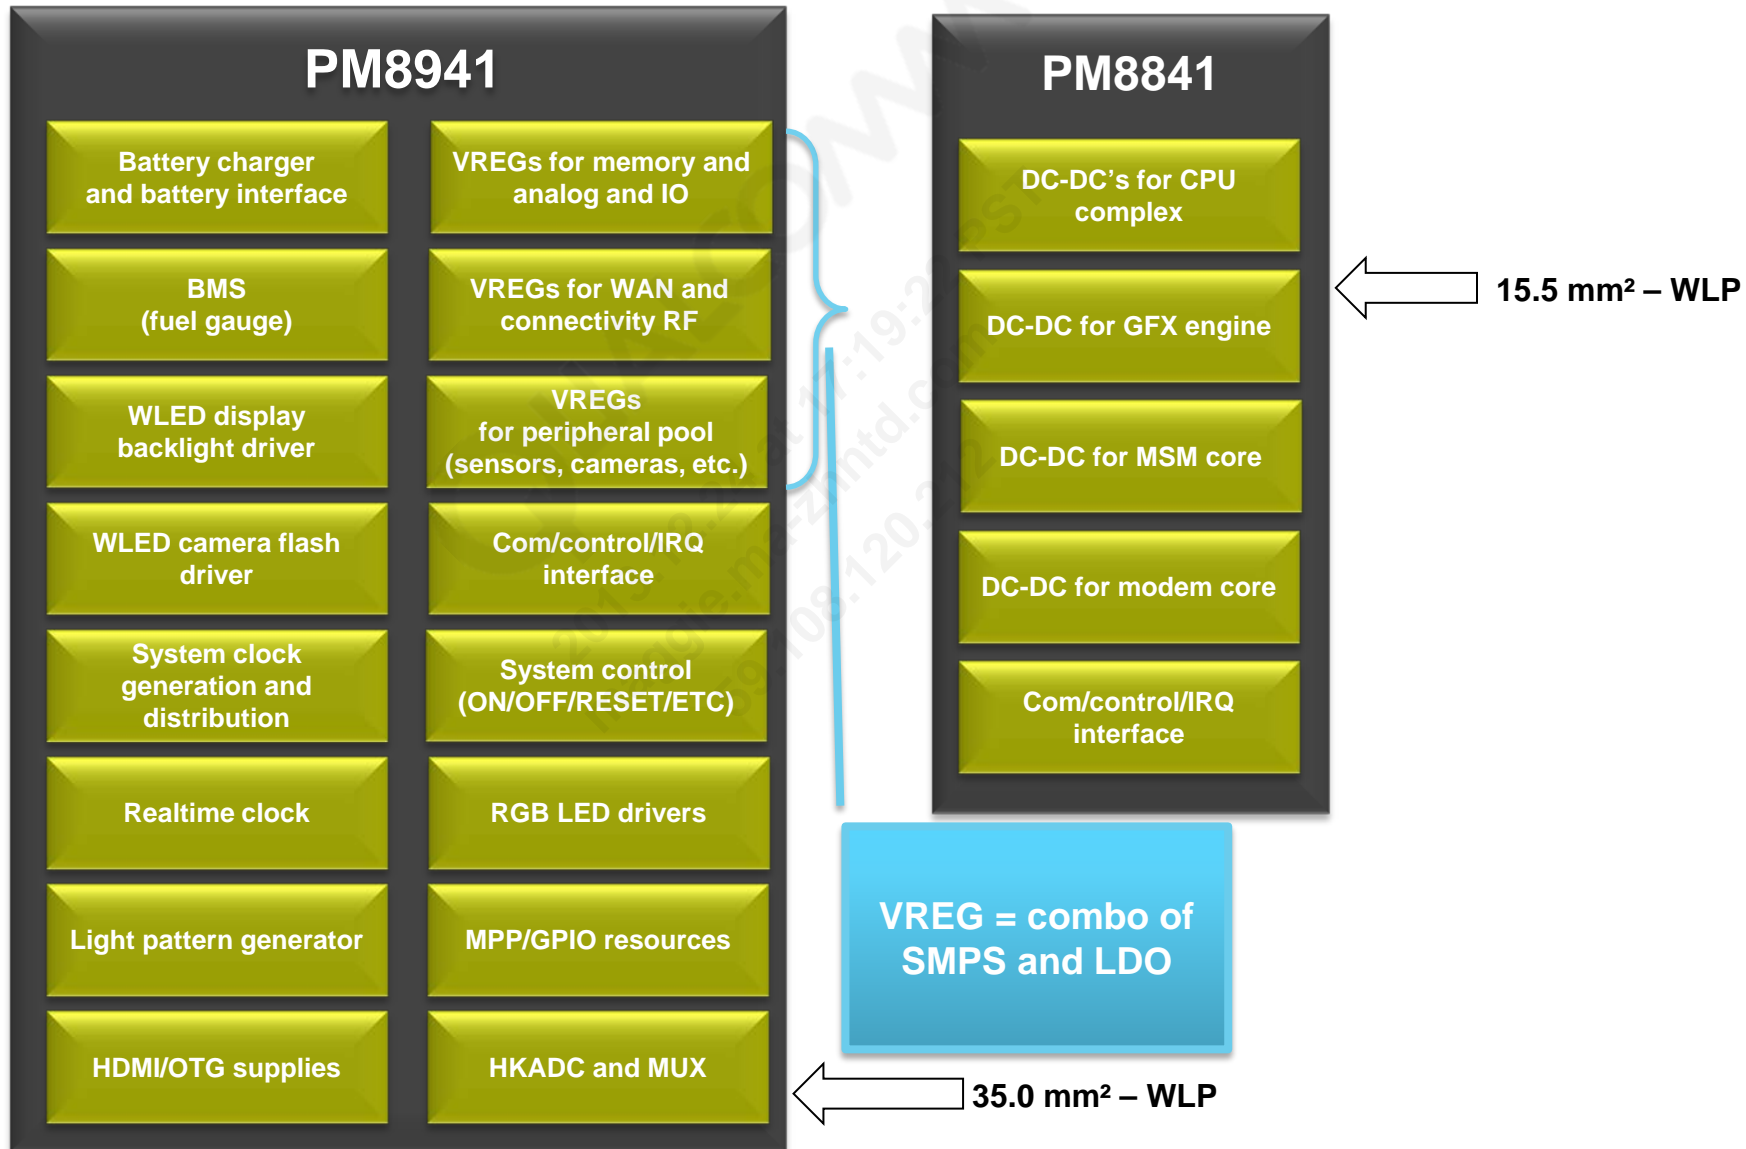 PM8941
Battery charger
and battery interface
VREGs for memory and
analog and IO
BMS
(fuel gauge)
VREGs for WAN and
connectivity RF
WLED display
backlight driver
VREGs
for peripheral pool
(sensors, cameras, etc.)
WLED camera flash
driver
Com/control/IRQ
interface
System clock
generation and
distribution
System control
(ON/OFF/RESET/ETC)
Realtime clock
RGB LED drivers
Light pattern generator
MPP/GPIO resources
HDMI/OTG supplies
HKADC and MUX
35.0 mm² – WLP
VREG = combo of
SMPS and LDO
PM8841
DC-DC’s for CPU
complex
DC-DC for GFX engine
DC-DC for MSM core
DC-DC for modem core
Com/control/IRQ
interface
15.5 mm² – WLP